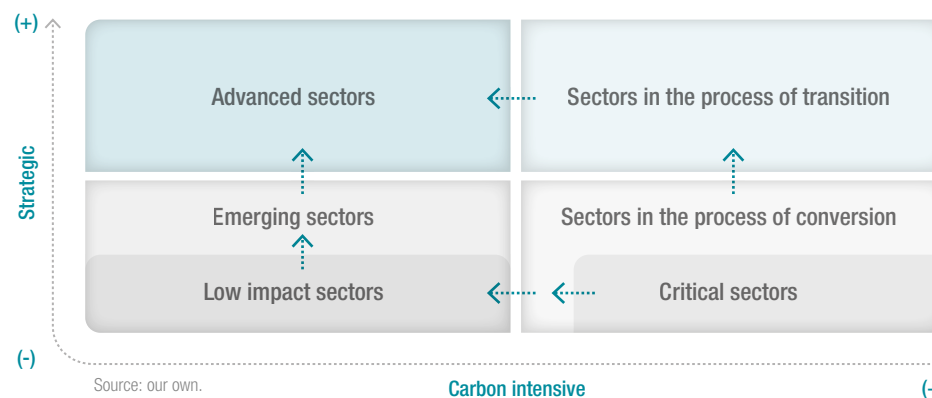 (+)
Advanced sectors
Sectors in the process of transition
Strategic
Emerging sectors
Sectors in the process of conversion
Low impact sectors
Critical sectors
(-)
Source: our own.
Carbon intensive